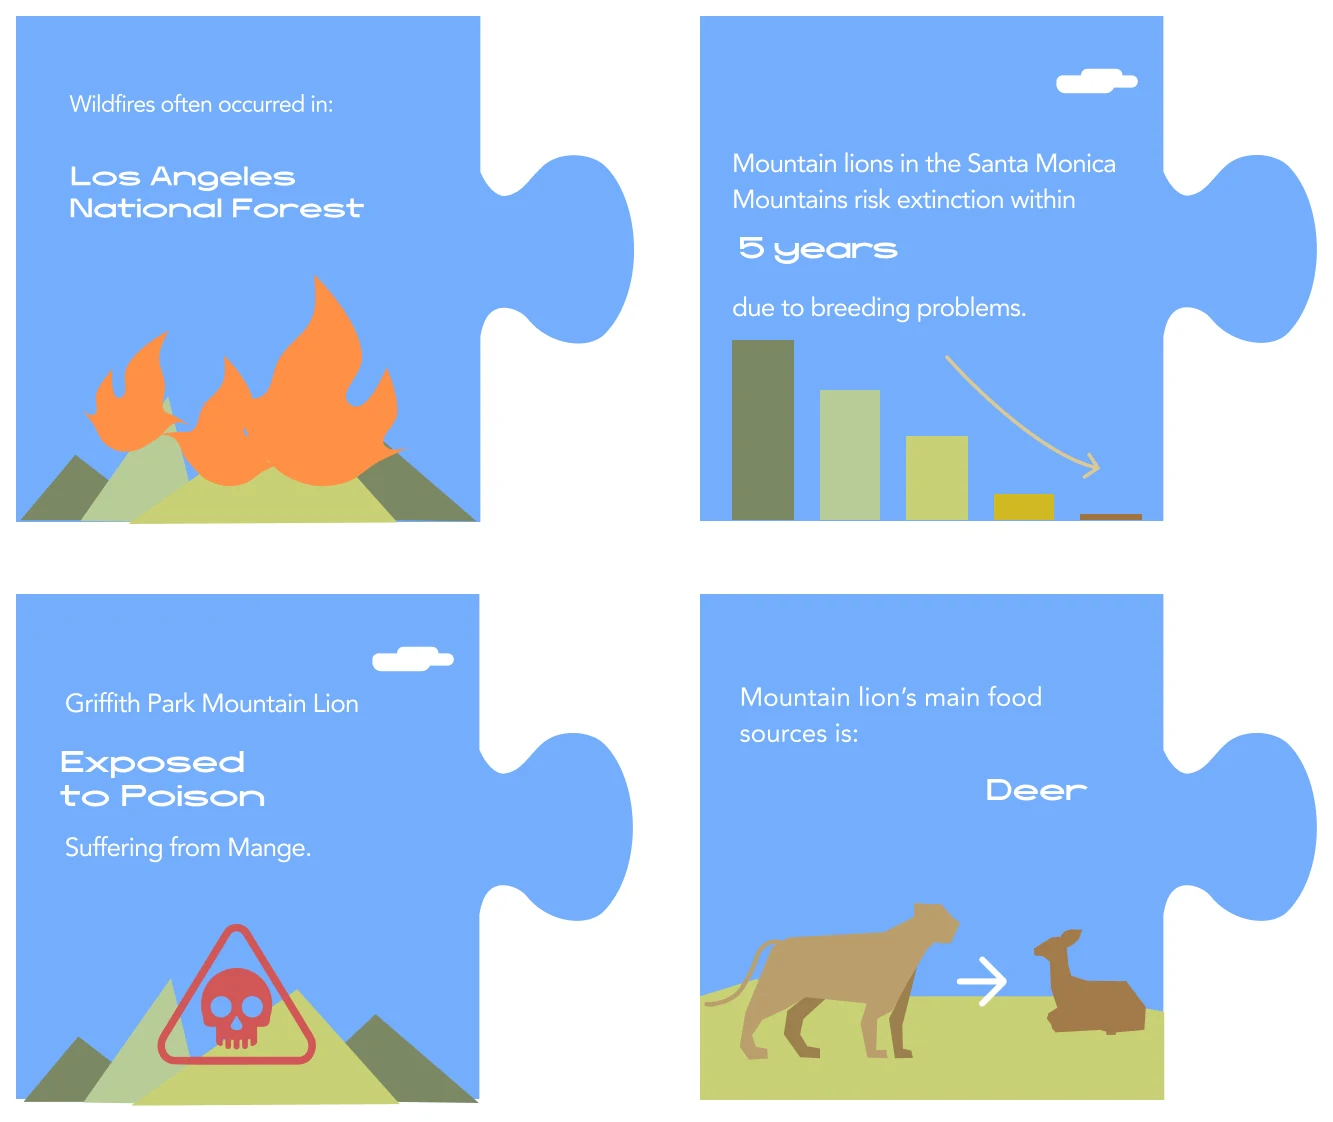 Wildfires often occurred in:
Los Angeles
National Forest
Mountain lions in the Santa Monica
Mountains risk extinction within
5 years
due to breeding problems.
Griffith Park Mountain Lion
Exposed
to Poison
Suffering from Mange.
Mountain lion’s main food
sources is:
Deer